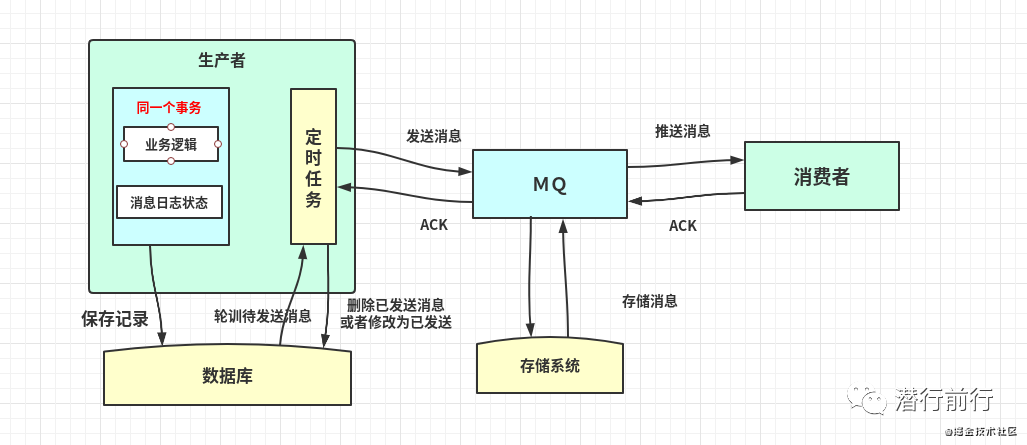 生产者
同一个事务
业务逻辑
消息日志状态
定时任务
发送消息
ACK
MQ
推送消息
ACK
消费者
保存记录
轮训待发送消息
删除已发送消息
或者修改为已发送
数据库
存储消息
存储系统
潜行前行
@掘金技术社区